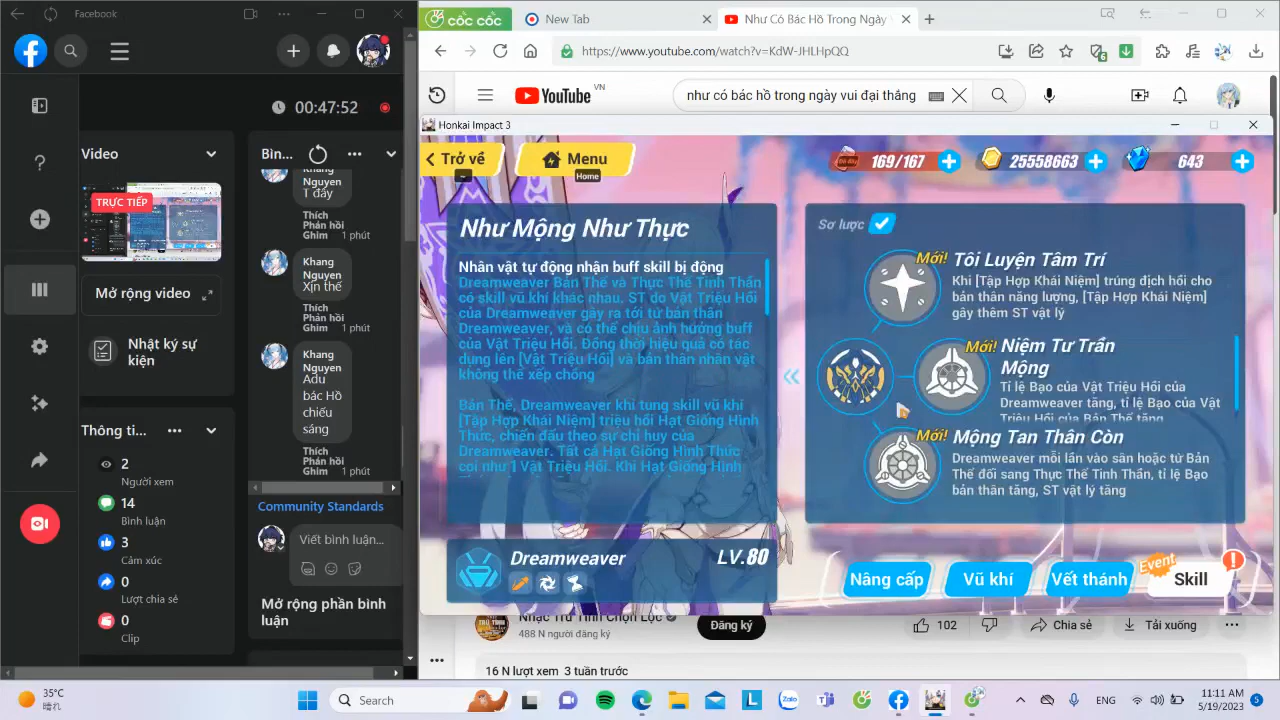 Facebook
00:47:52
Video
TRỰC TIẾP
Mở rộng video
Nhật ký sự
kiện
Thông ti...
2
Người xem
14
Bình luận
3
Cảm xúc
0
Lượt chia sẻ
0
Clip
Bìn...
Khang
Nguyen
T đây
Thích
Phản hồi
Ghim
1 phút
Khang
Nguyen
Xịn thế
Thích
Phản hồi
Ghim
1 phút
Khang
Nguyen
Adu
bác Hồ
chiếu
sáng
Thích
Phản hồi
Ghim
1 phút
Community Standards
Viết bình luận...
Mở rộng phần bình
luận
cốc cốc
New Tab
Như Có Bác Hồ Trong Ngày
https://www.youtube.com/watch?v=KdW-JHLHpQQ
6
YouTube VN
như có bác hồ trong ngày vui đại thắng
Honkai Impact 3
Trở về
Menu
Home
169/167
25558663
643
Như Mộng Như Thực
Nhân vật tự động nhận buff skill bị động
Dreamweaver Bản Thể và Thực Thể Tinh Thần
có skill vũ khí khác nhau. ST do Vật Triệu Hồi
của Dreamweaver gây ra tới từ bản thân
Dreamweaver, và có thể chịu ảnh hưởng buff
của Vật Triệu Hồi. Đồng thời hiệu quả có tác
dụng lên [Vật Triệu Hồi] và bản thân nhân vật
không thể xếp chồng
Bản Thể, Dreamweaver khi tung skill vũ khí
[Tập Hợp Khái Niệm] triệu hồi Hạt Giống Hình
Thức, chiến đấu theo sự chỉ huy của
Dreamweaver. Tất cả Hạt Giống Hình Thức
coi như 1 Vật Triệu Hồi. Khi Hạt Giống Hình
Sơ lược
Mới!
Tôi Luyện Tâm Trí
Khi [Tập Hợp Khái Niệm] trúng địch hồi cho
bản thân năng lượng, [Tập Hợp Khái Niệm]
gây thêm ST vật lý
Mới!
Niệm Tư Trần
Mộng
Tỉ lệ Bạo của Vật Triệu Hồi của
Dreamweaver tăng, tỉ lệ Bạo của Vật
Triệu Hồi của Bản Thể tăng
Mới!
Mộng Tan Thân Còn
Dreamweaver mỗi lần vào sân hoặc từ Bản
Thể đổi sang Thực Thể Tinh Thần, tỉ lệ Bạo
bản thân tăng, ST vật lý tăng
Dreamweaver
LV.80
Nâng cấp
Vũ khí
Vết thánh
Event
Skill
Nhạc Trữ Tình Chọn Lọc
488 N người đăng ký
Đăng ký
102
Chia sẻ
Tải xuống
16 N lượt xem 3 tuần trước
35°C
晴れ
Search
Zalo
ENG
11:11 AM
5/19/2023
5